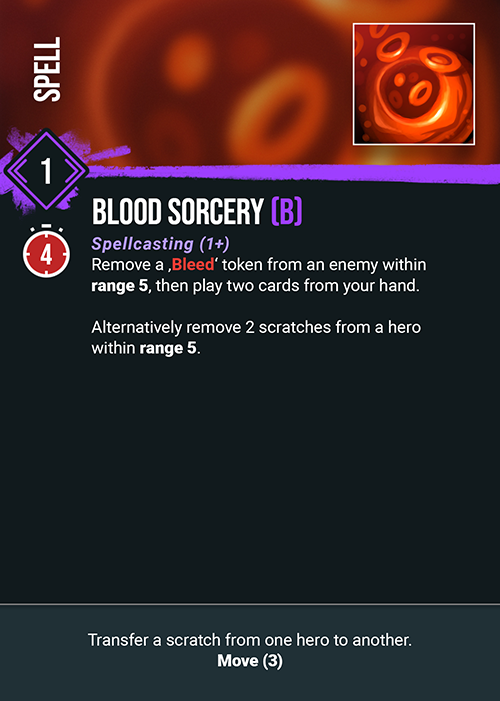 SPELL
1
BLOOD SORCERY (B)
4
Spellcasting (1+)
Remove a ‚Bleed‘ token from an enemy within
range 5, then play two cards from your hand.
Alternatively remove 2 scratches from a hero
within range 5.
Transfer a scratch from one hero to another.
Move (3)